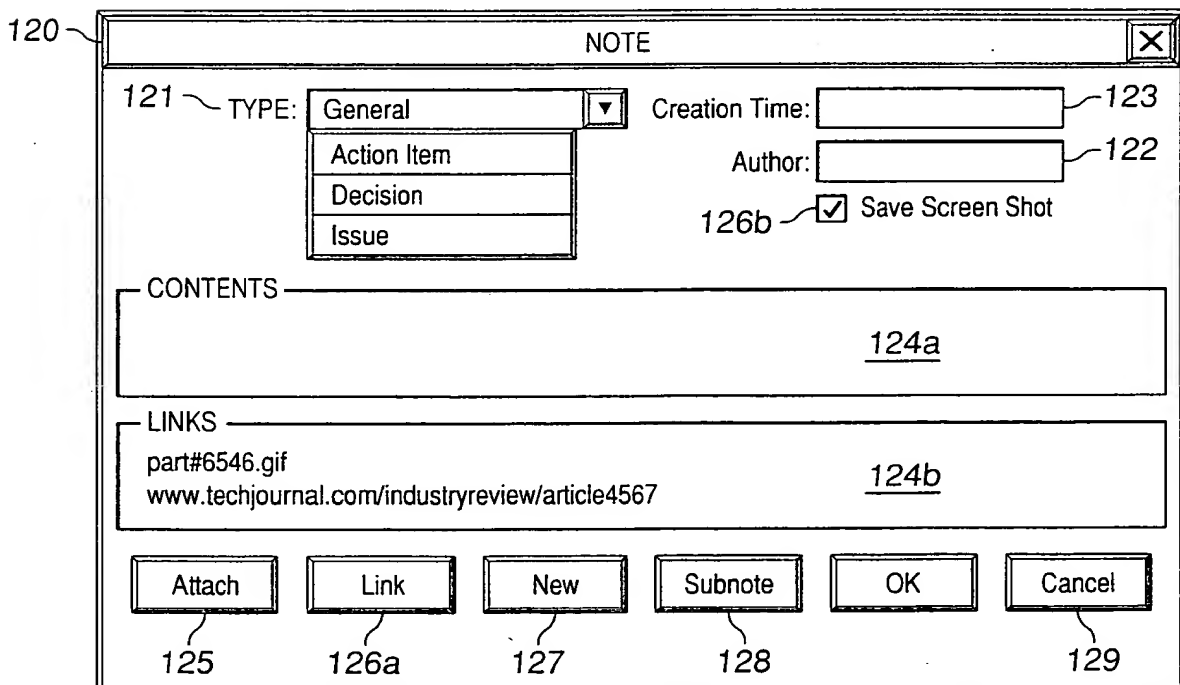 120 NOTE X
121 TYPE: General Creation Time: 123
Action Item Author: 122
Decision 126b Save Screen Shot
Issue
CONTENTS
124a
LINKS
part#6546.gif
www.techjournal.com/industryreview/article4567 124b
Attach Link New Subnote OK Cancel
125 126a 127 128 129